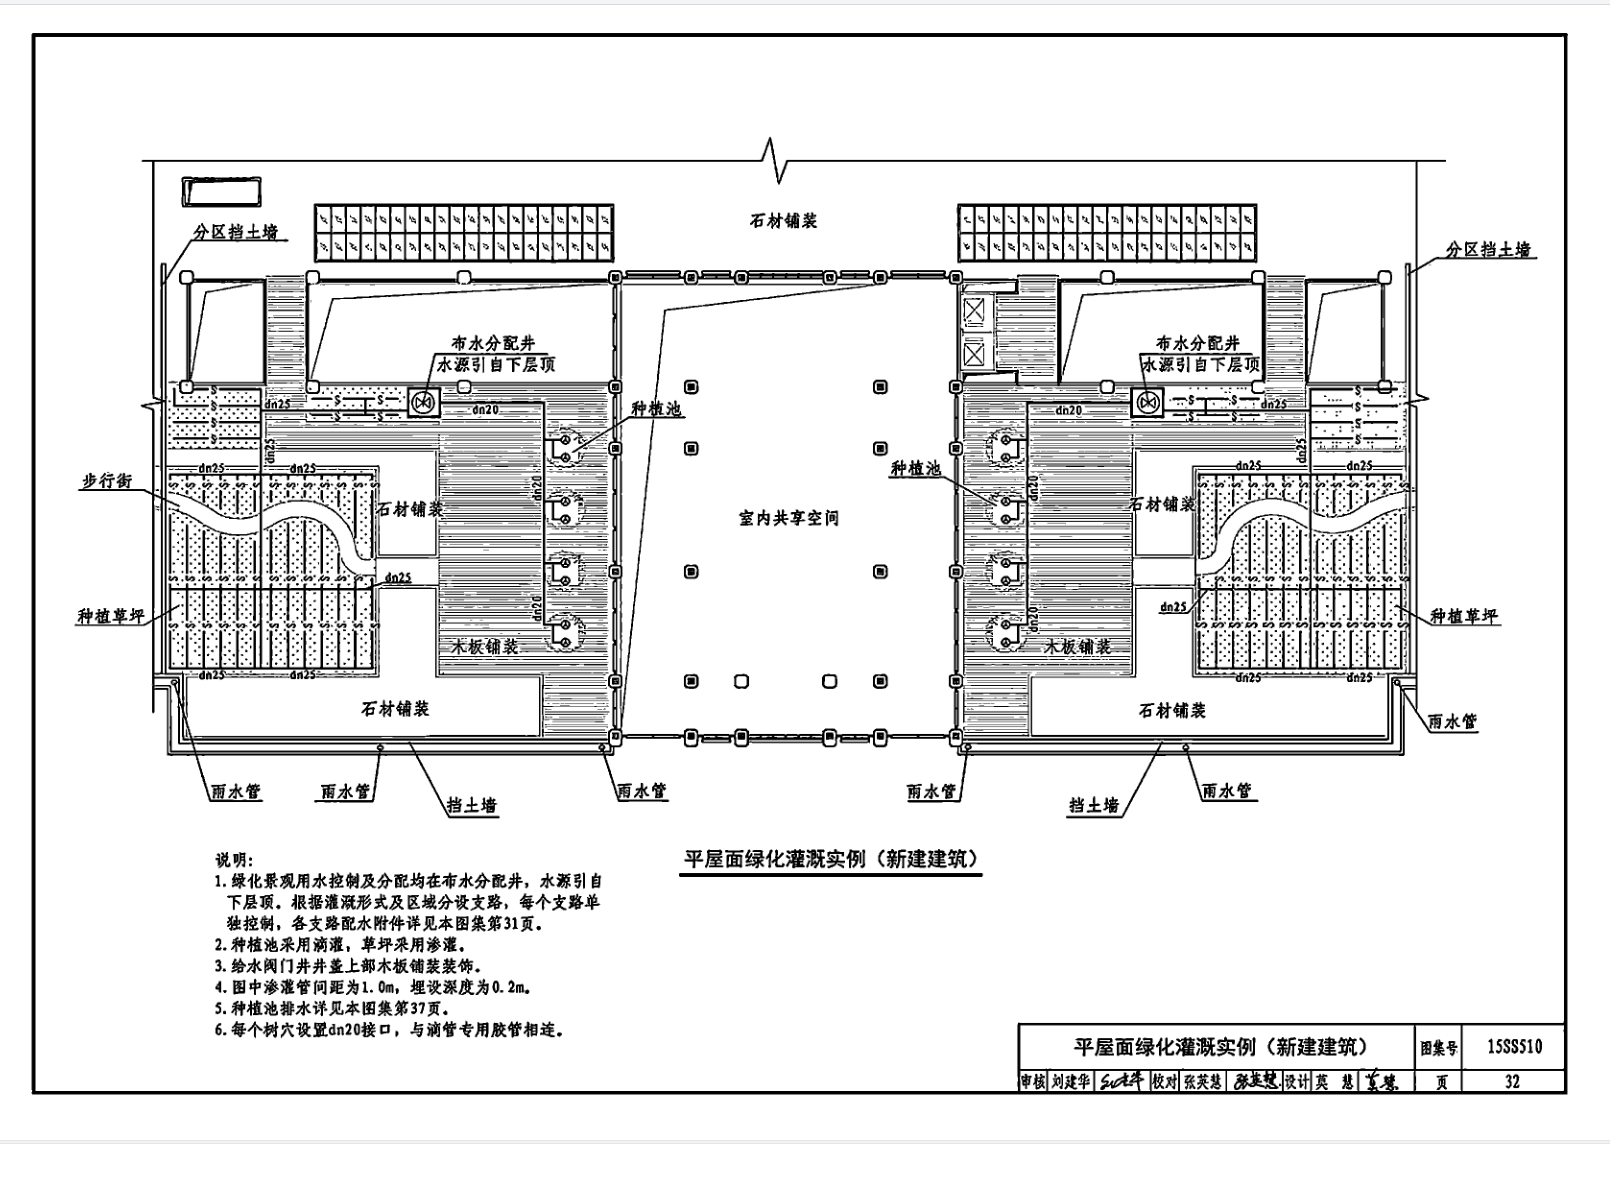 石材铺装
分区挡土墙
分区挡土墙
布水分配井
水源引自下层顶
布水分配井
水源引自下层顶
S S S S
dn25
S S S S
dn20
种植池
dn20
S S S S
dn25
S S S S
dn25
dn25
dn25 dn25
步行街
石材铺装
dn20
室内共享空间
种植池
dn20
石材铺装
dn25 dn25
dn25
种植草坪
dn20
木板铺装
dn20
木板铺装
dn25
种植草坪
dn25 dn25
dn25 dn25
石材铺装
石材铺装
雨水管
雨水管
雨水管
挡土墙
雨水管
雨水管
挡土墙
雨水管
平屋面绿化灌溉实例（新建建筑）
说明:
1.绿化景观用水控制及分配均在布水分配井，水源引自
下层顶。根据灌溉形式及区域分设支路，每个支路单
独控制，各支路配水附件详见本图集第31页。
2.种植池采用滴灌，草坪采用渗灌。
3.给水阀门井井盖上部木板铺装装饰。
4.图中渗灌管间距为1.0m，埋设深度为0.2m。
5.种植池排水详见本图集第37页。
6.每个树穴设置dn20接口，与滴管专用胶管相连。
平屋面绿化灌溉实例（新建建筑） 图集号 15SS510
审核 刘建华 校对 张英慧 张英慧 设计 莫 慧 莫慧 页 32